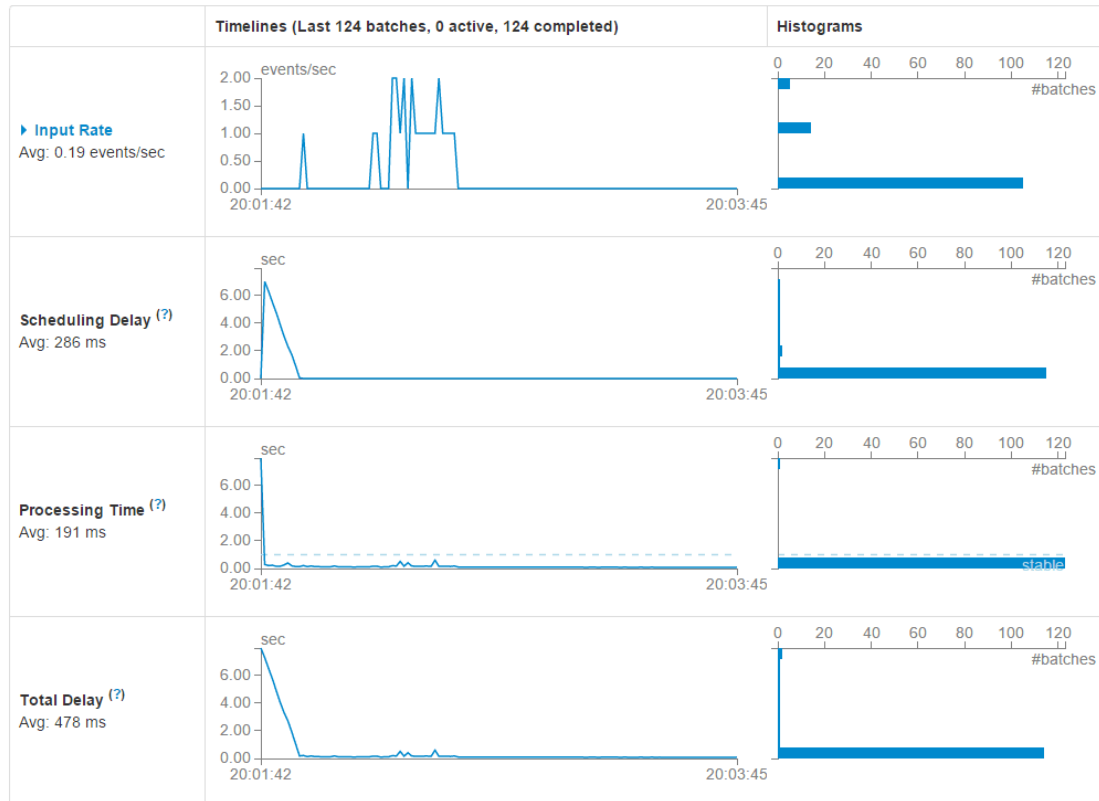 Timelines (Last 124 batches, 0 active, 124 completed)
Histograms
Input Rate
Avg: 0.19 events/sec
events/sec
2.00
1.50
1.00
0.50
0.00
20:01:42
20:03:45
0 20 40 60 80 100 120
#batches
Scheduling Delay (?)
Avg: 286 ms
sec
6.00
4.00
2.00
0.00
20:01:42
20:03:45
0 20 40 60 80 100 120
#batches
Processing Time (?)
Avg: 191 ms
sec
6.00
4.00
2.00
0.00
20:01:42
20:03:45
0 20 40 60 80 100 120
#batches
stable
Total Delay (?)
Avg: 478 ms
sec
6.00
4.00
2.00
0.00
20:01:42
20:03:45
0 20 40 60 80 100 120
#batches